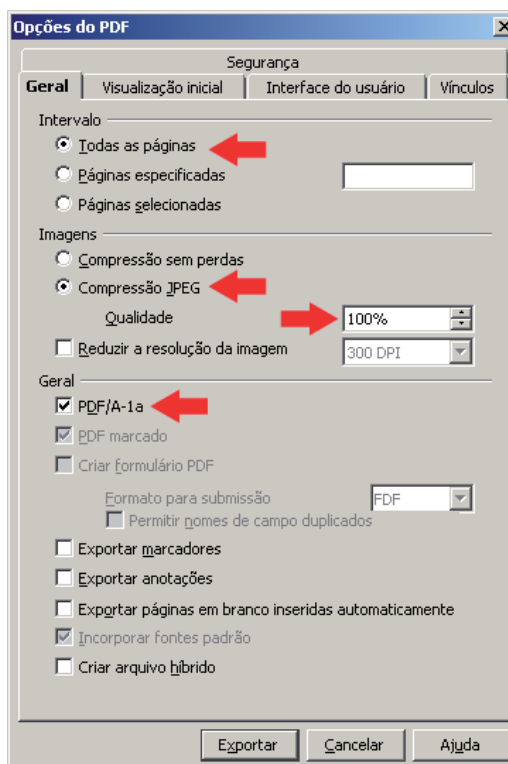 Opções do PDF
Segurança
Geral Visualização inicial Interface do usuário Vínculos
Intervalo
Todas as páginas
Páginas especificadas
Páginas selecionadas
Imagens
Compressão sem perdas
Compressão JPEG
Qualidade 100%
Reduzir a resolução da imagem 300 DPI
Geral
PDF/A-1a
PDF marcado
Criar formulário PDF
Formato para submissão FDF
Permitir nomes de campo duplicados
Exportar marcadores
Exportar anotações
Exportar páginas em branco inseridas automaticamente
Incorporar fontes padrão
Criar arquivo híbrido
Exportar Cancelar Ajuda